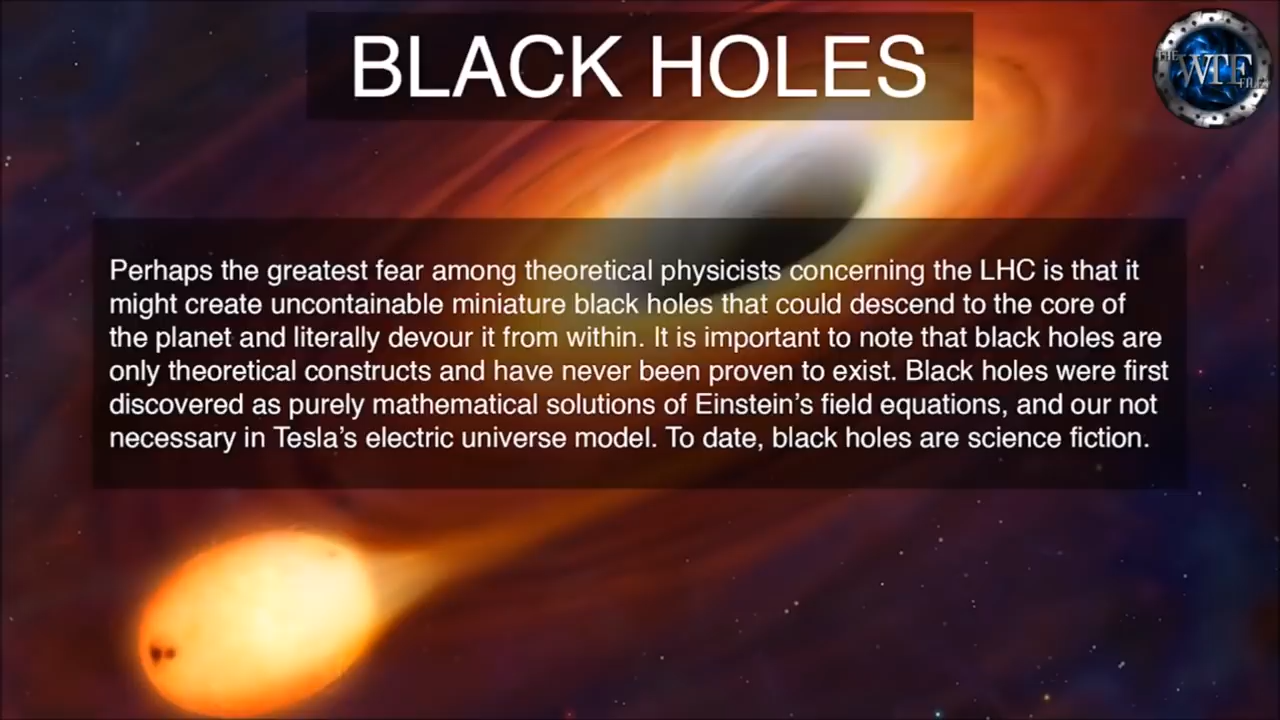 BLACK HOLES
THE
WTF
FILES
Perhaps the greatest fear among theoretical physicists concerning the LHC is that it
might create uncontainable miniature black holes that could descend to the core of
the planet and literally devour it from within. It is important to note that black holes are
only theoretical constructs and have never been proven to exist. Black holes were first
discovered as purely mathematical solutions of Einstein's field equations, and our not
necessary in Tesla's electric universe model. To date, black holes are science fiction.